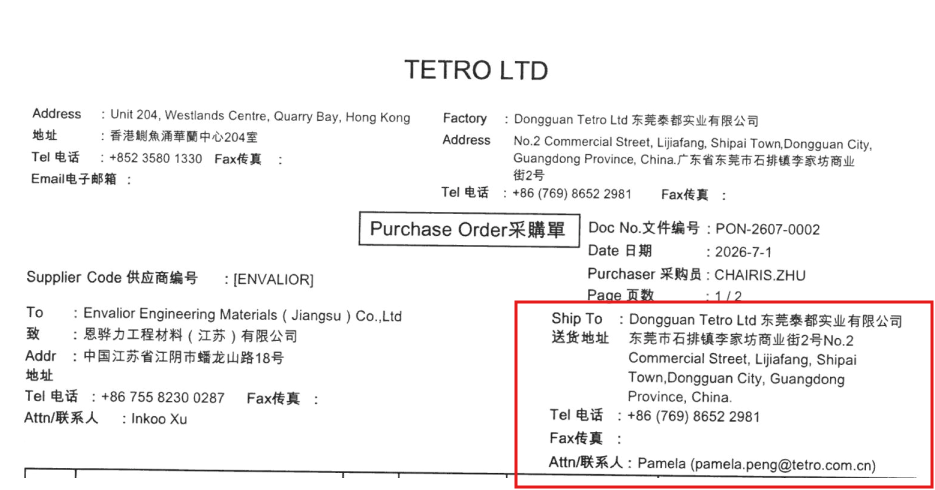 TETRO LTD
Address : Unit 204, Westlands Centre, Quarry Bay, Hong Kong
地址 : 香港鰂魚涌華蘭中心204室
Tel 电话 : +852 3580 1330 Fax传真 :
Email电子邮箱 :
Factory : Dongguan Tetro Ltd 东莞泰都实业有限公司
Address No.2 Commercial Street, Lijiafang, Shipai Town,Dongguan City,
Guangdong Province, China.广东省东莞市石排镇李家坊商业
街2号
Tel 电话 : +86 (769) 8652 2981 Fax传真 :
Purchase Order采購單
Doc No.文件编号 : PON-2607-0002
Date 日期 : 2026-7-1
Purchaser 采购员 : CHAIRIS.ZHU
Page 页数 : 1 / 2
Supplier Code 供应商编号 : [ENVALIOR]
To : Envalior Engineering Materials ( Jiangsu ) Co.,Ltd
致 : 恩骅力工程材料（江苏）有限公司
Addr : 中国江苏省江阴市蟠龙山路18号
地址
Tel 电话 : +86 755 8230 0287 Fax传真 :
Attn/联系人 : Inkoo Xu
Ship To : Dongguan Tetro Ltd 东莞泰都实业有限公司
送货地址 东莞市石排镇李家坊商业街2号No.2
Commercial Street, Lijiafang, Shipai
Town,Dongguan City, Guangdong
Province, China.
Tel 电话 : +86 (769) 8652 2981
Fax传真 :
Attn/联系人 : Pamela (pamela.peng@tetro.com.cn)